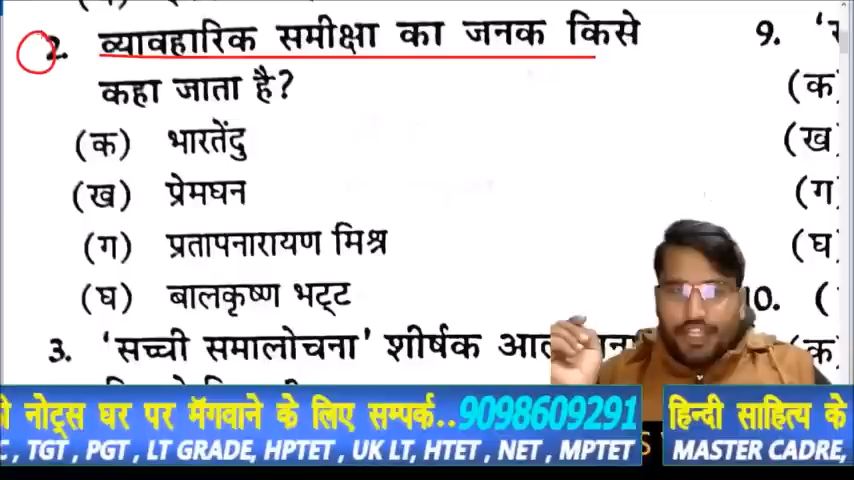 2. व्यावहारिक समीक्षा का जनक किसे
कहा जाता है?
(क) भारतेंदु
(ख) प्रेमघन
(ग) प्रतापनारायण मिश्र
(घ) बालकृष्ण भट्ट
3. 'सच्ची समालोचना' शीर्षक
9.
(क)
(ख)
(ग)
(घ)
10. (
(क
नोट्स घर पर मँगवाने के लिए सम्पर्क..9098609291
हिन्दी साहित्य के
, TGT , PGT , LT GRADE, HPTET , UK LT, HTET , NET , MPTET
MASTER CADRE,